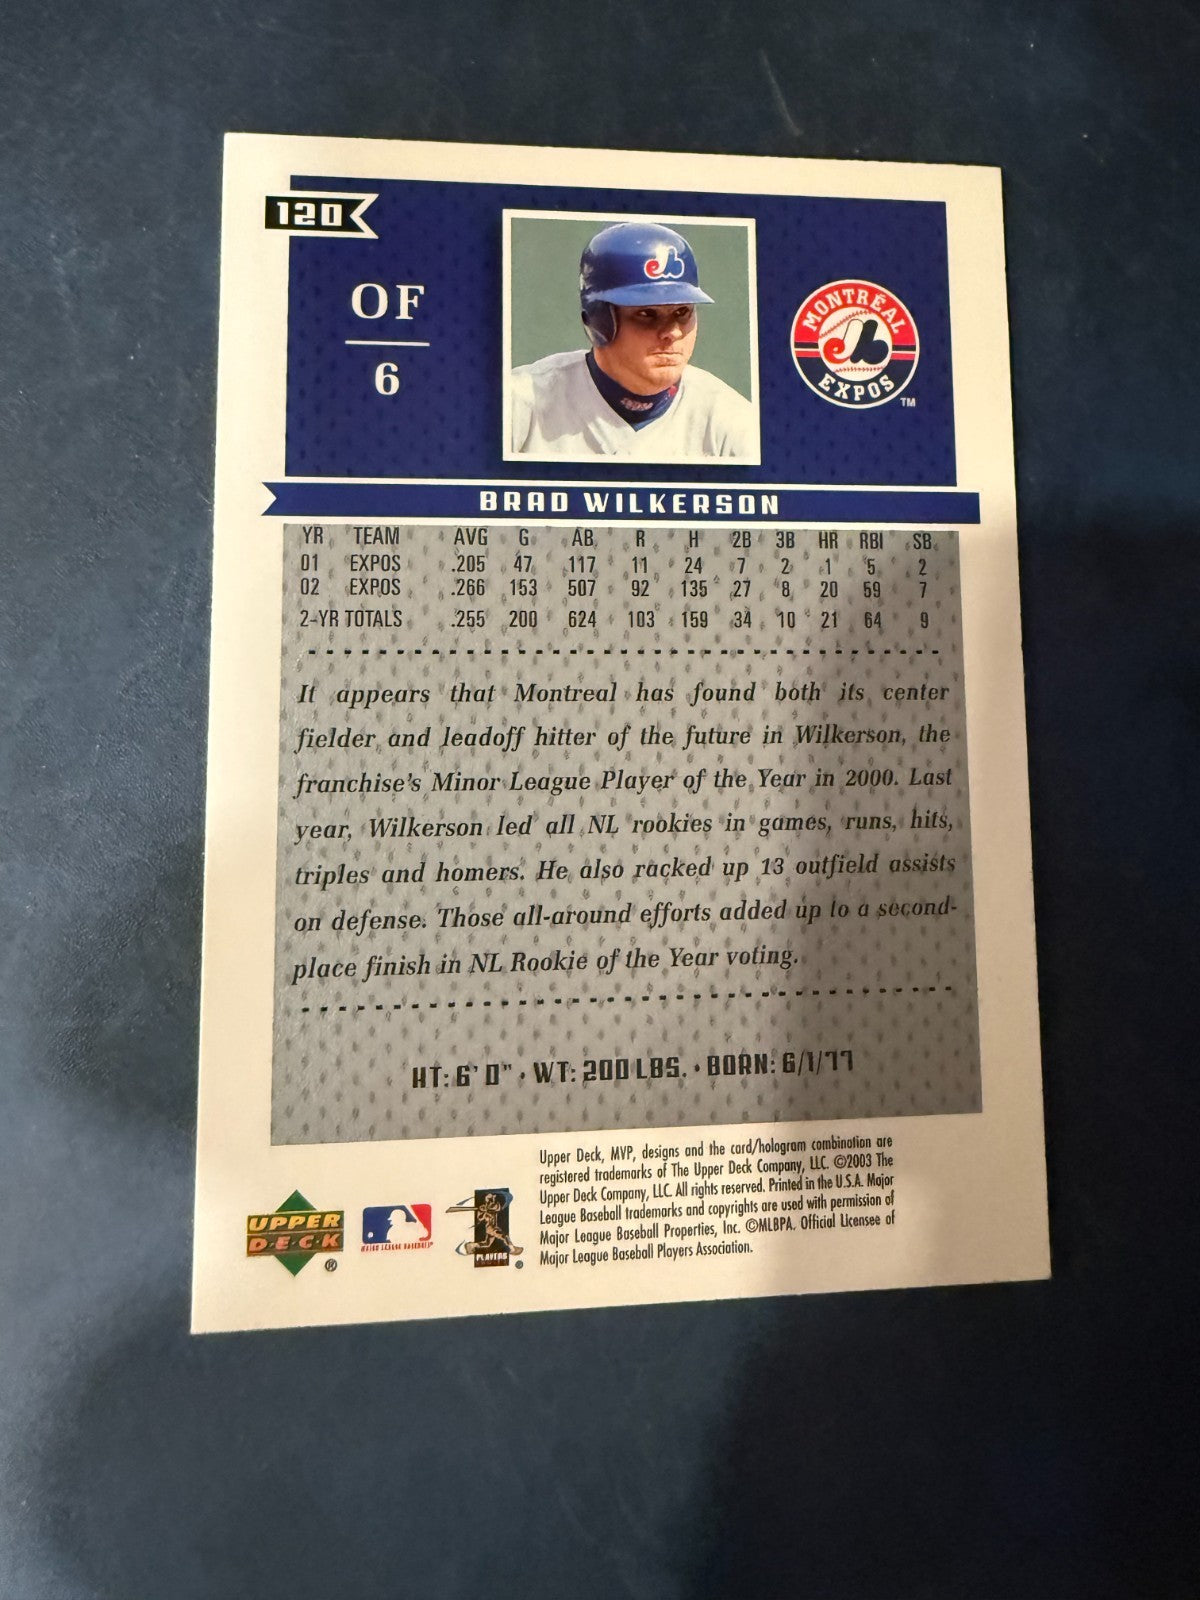 120
OF
6
MONTRÉAL
EXPOS
TM
BRAD WILKERSON
YR TEAM AVG G AB R H 2B 3B HR RBI SB
01 EXPOS .205 47 117 11 24 7 2 1 5 2
02 EXPOS .266 153 507 92 135 27 8 20 59 7
2-YR TOTALS .255 200 624 103 159 34 10 21 64 9
It appears that Montreal has found both its center
fielder and leadoff hitter of the future in Wilkerson, the
franchise's Minor League Player of the Year in 2000. Last
year, Wilkerson led all NL rookies in games, runs, hits,
triples and homers. He also racked up 13 outfield assists
on defense. Those all-around efforts added up to a second-
place finish in NL Rookie of the Year voting.
HT: 6' 0" • WT: 200 LBS. • BORN: 6/1/77
Upper Deck, MVP, designs and the card/hologram combination are
registered trademarks of The Upper Deck Company, LLC. ©2003 The
Upper Deck Company, LLC. All rights reserved. Printed in the U.S.A. Major
League Baseball trademarks and copyrights are used with permission of
Major League Baseball Properties, Inc. ©MLBPA. Official Licensee of
Major League Baseball Players Association.
UPPER
DECK
®
MAJOR LEAGUE BASEBALL
PLAYERS